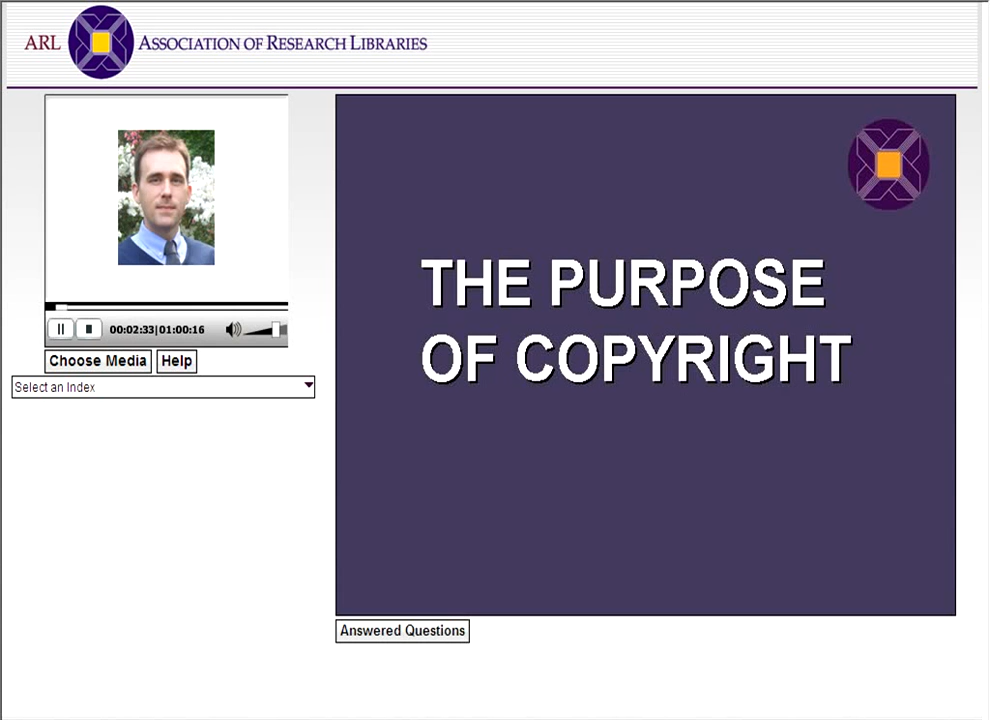 ARL ASSOCIATION OF RESEARCH LIBRARIES
00:02:33|01:00:16
Choose Media Help
Select an Index
THE PURPOSE
OF COPYRIGHT
Answered Questions